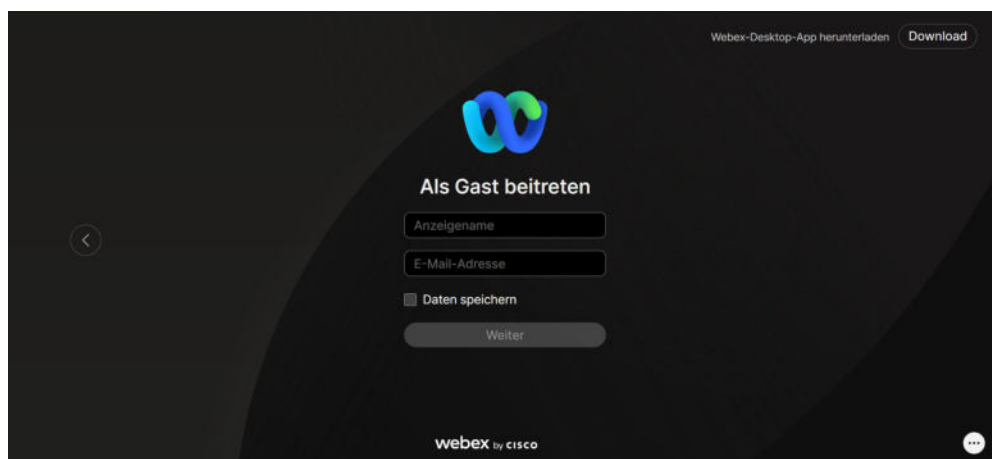 Webex-Desktop-App herunterladen Download
Als Gast beitreten
Anzeigename
E-Mail-Adresse
Daten speichern
Weiter
webex by CISCO